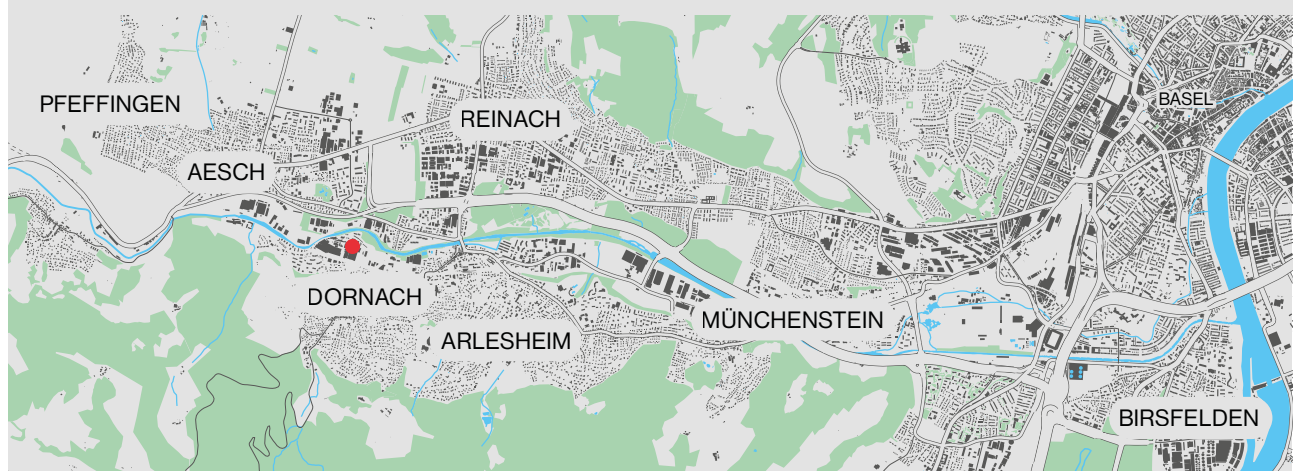 BASEL
PFEFFINGEN
REINACH
AESCH
DORNACH
MÜNCHENSTEIN
ARLESHEIM
BIRSFELDEN